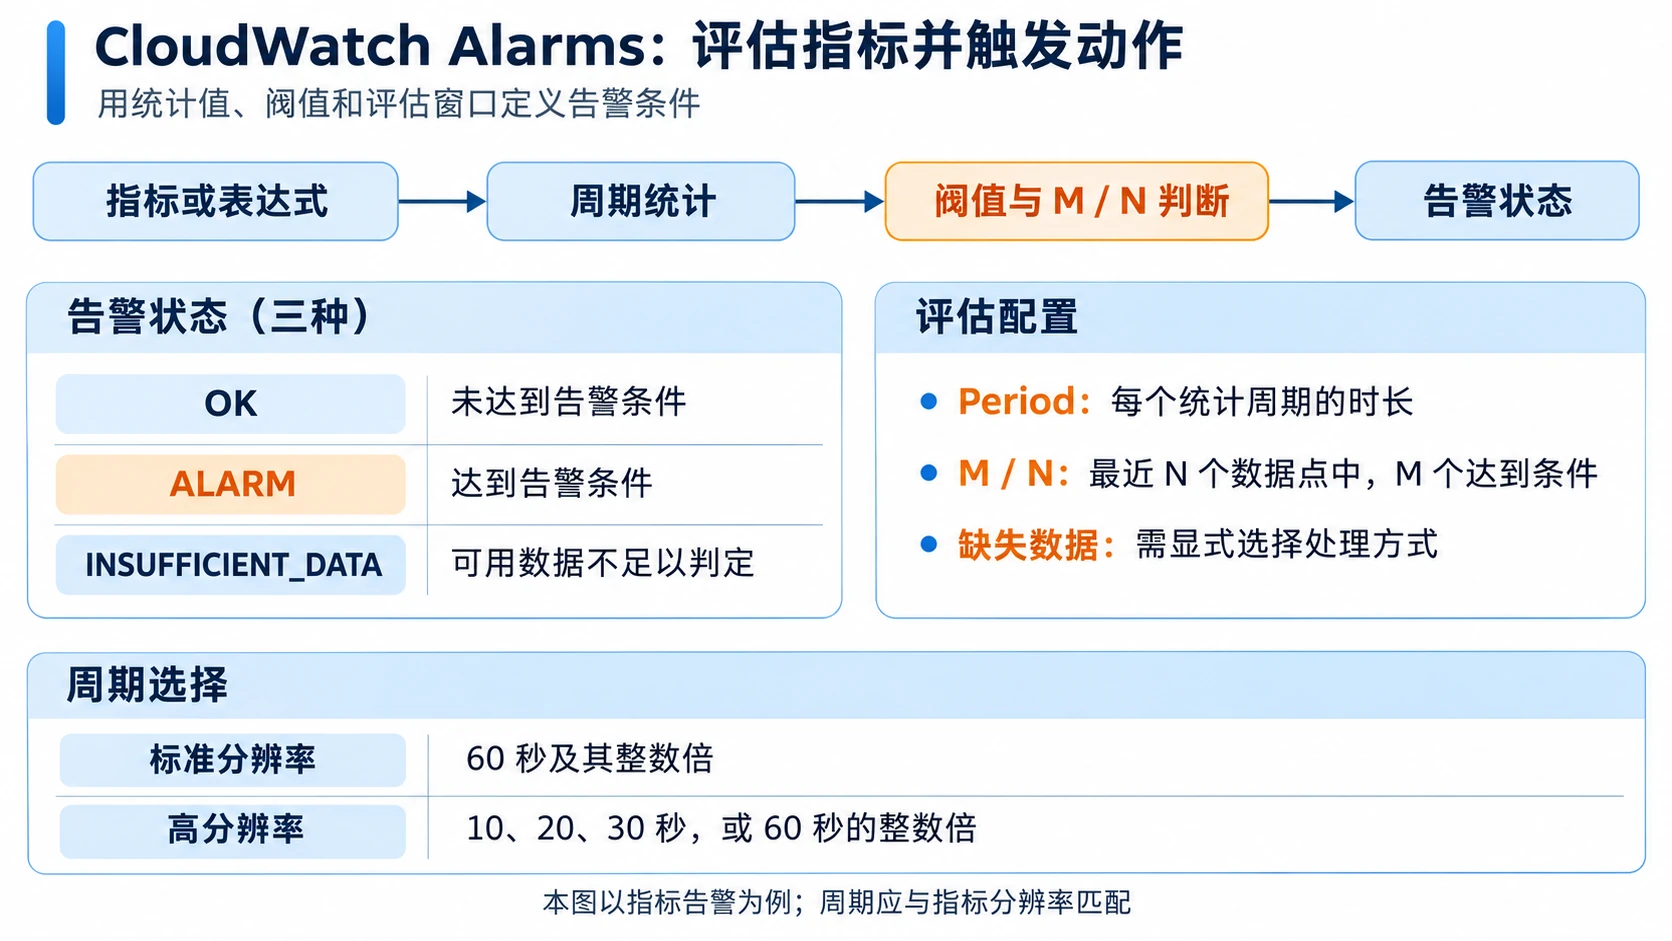 CloudWatch Alarms：评估指标并触发动作
用统计值、阀值和评估窗口定义告警条件
指标或表达式
周期统计
阀值与 M / N 判断
告警状态
告警状态（三种）
OK
未达到告警条件
ALARM
达到告警条件
INSUFFICIENT_DATA
可用数据不足以判定
评估配置
Period：每个统计周期的时长
M / N：最近 N 个数据点中，M 个达到条件
缺失数据：需显式选择处理方式
周期选择
标准分辨率
60 秒及其整数倍
高分辨率
10、20、30 秒，或 60 秒的整数倍
本图以指标告警为例；周期应与指标分辨率匹配